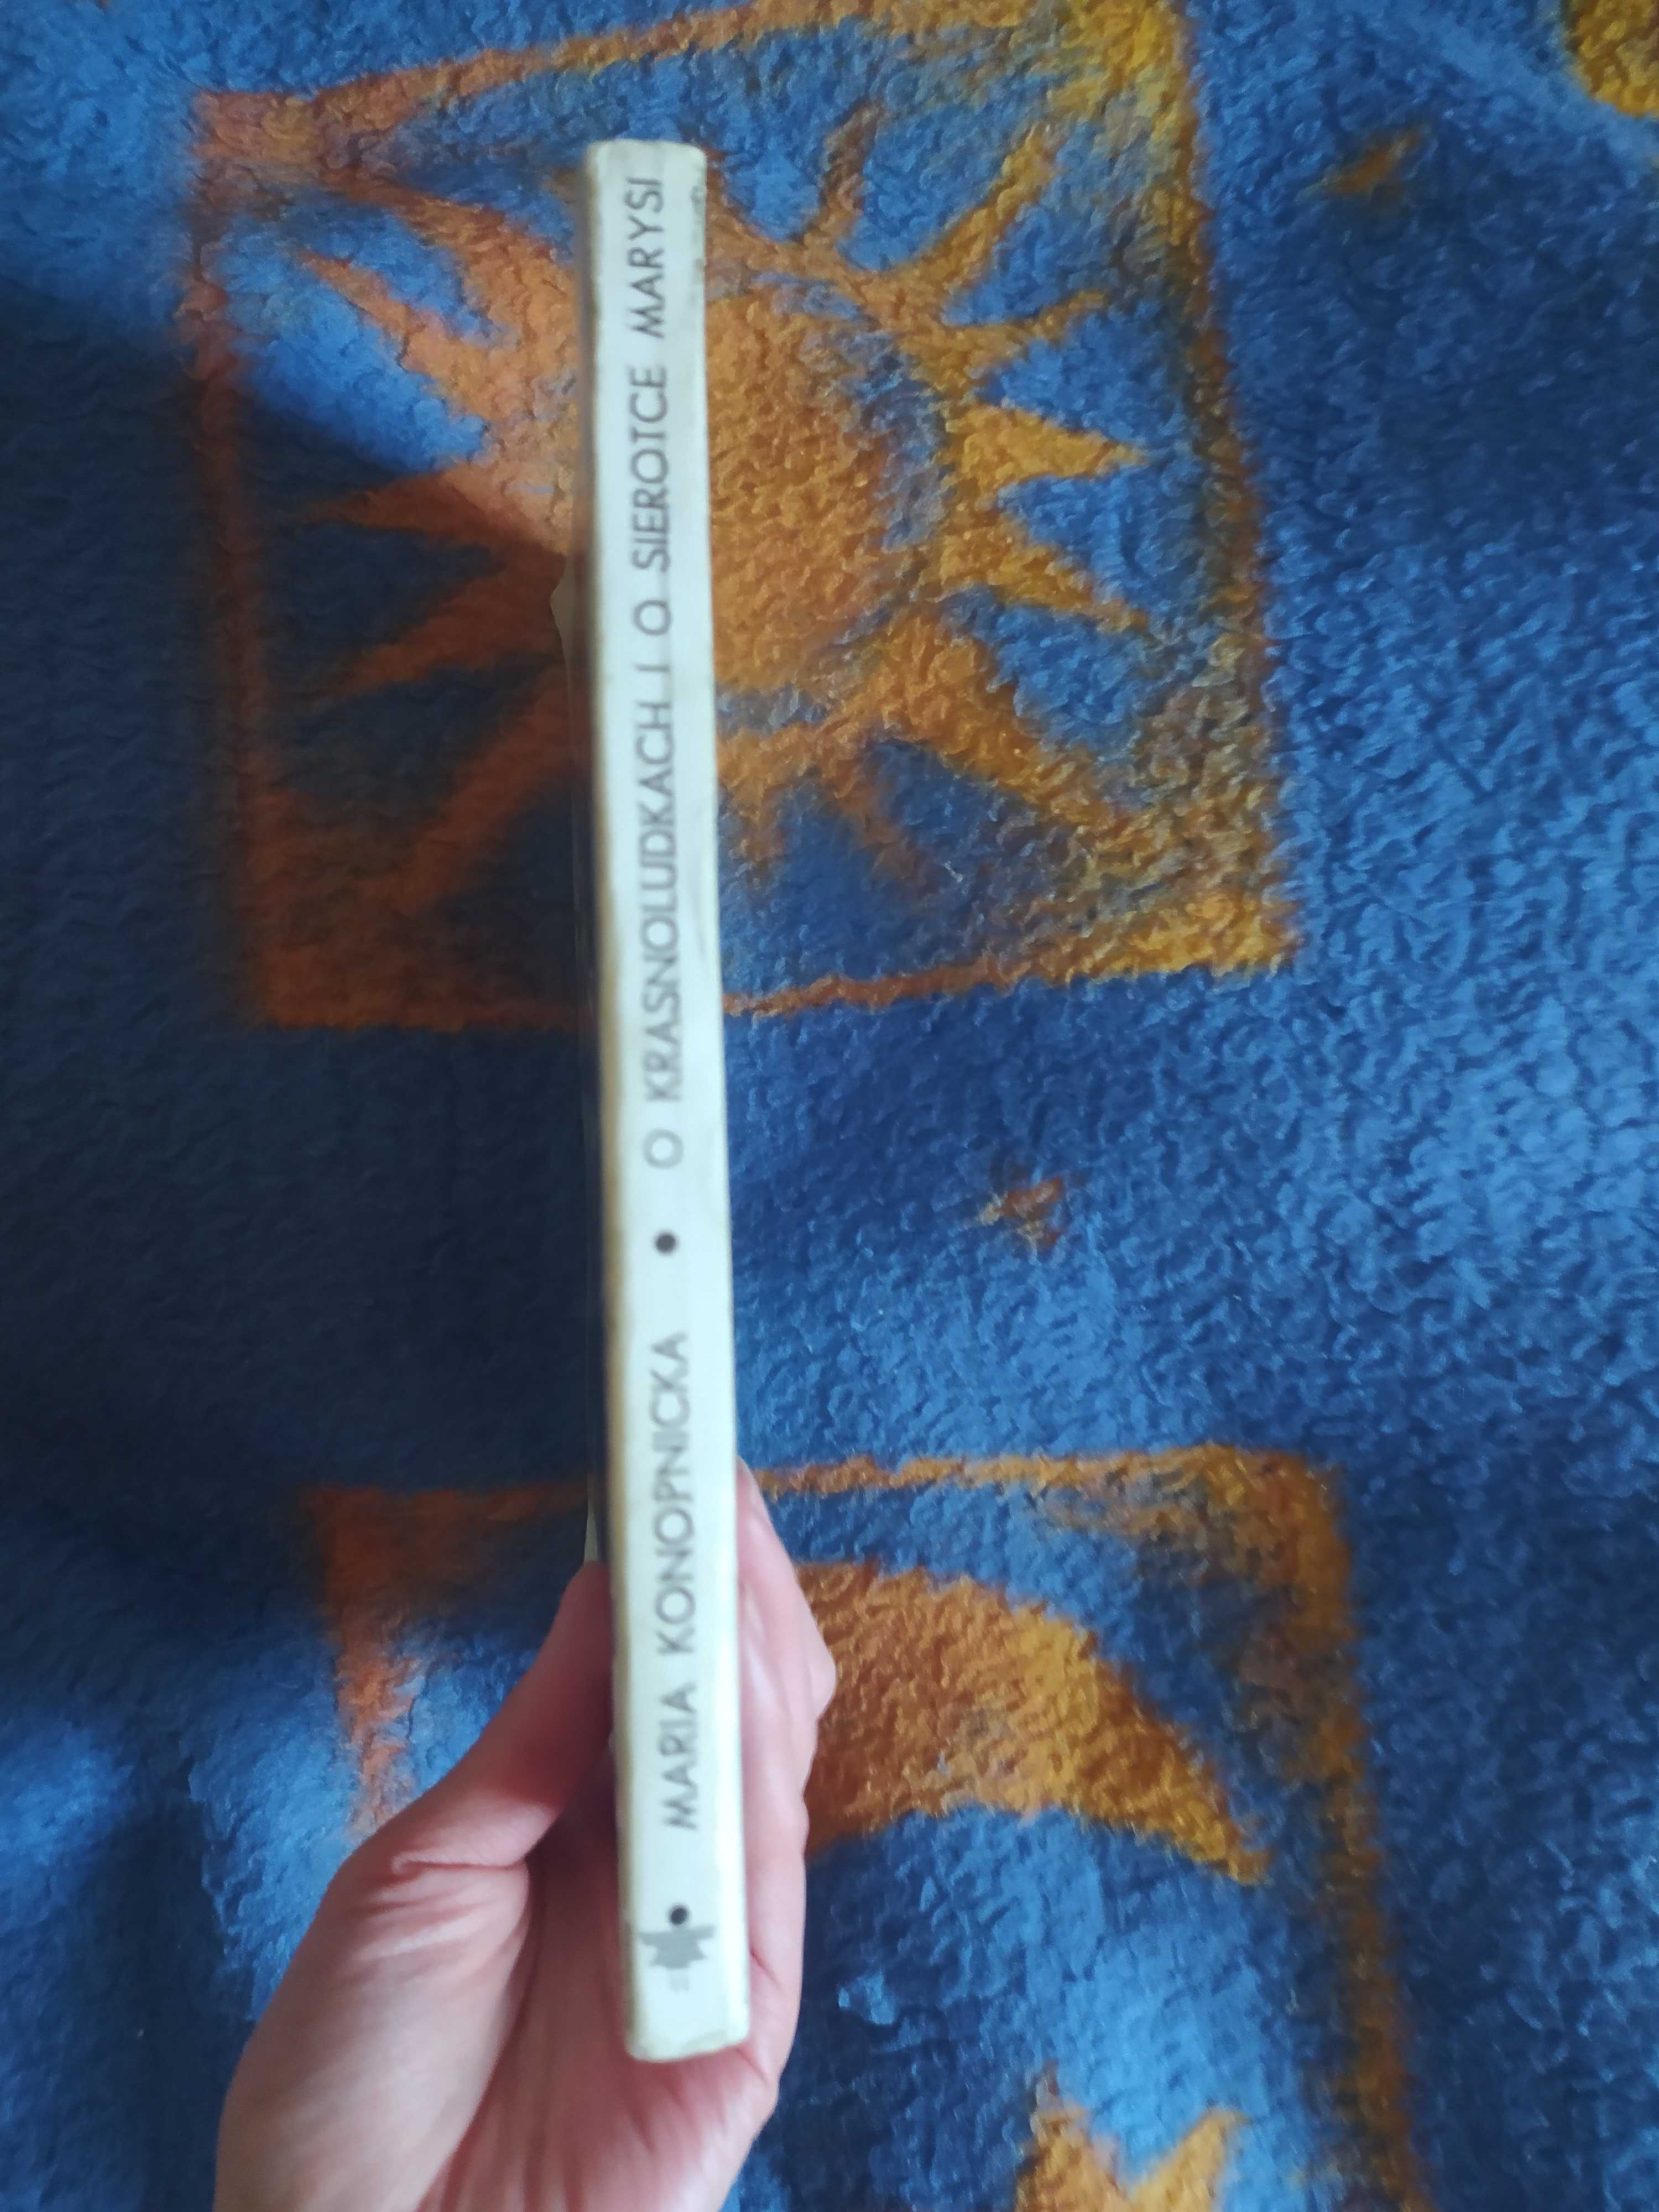 MARIA KONOPNICKA • O KRASNOLUDKACH I O SIEROTCE MARYSI